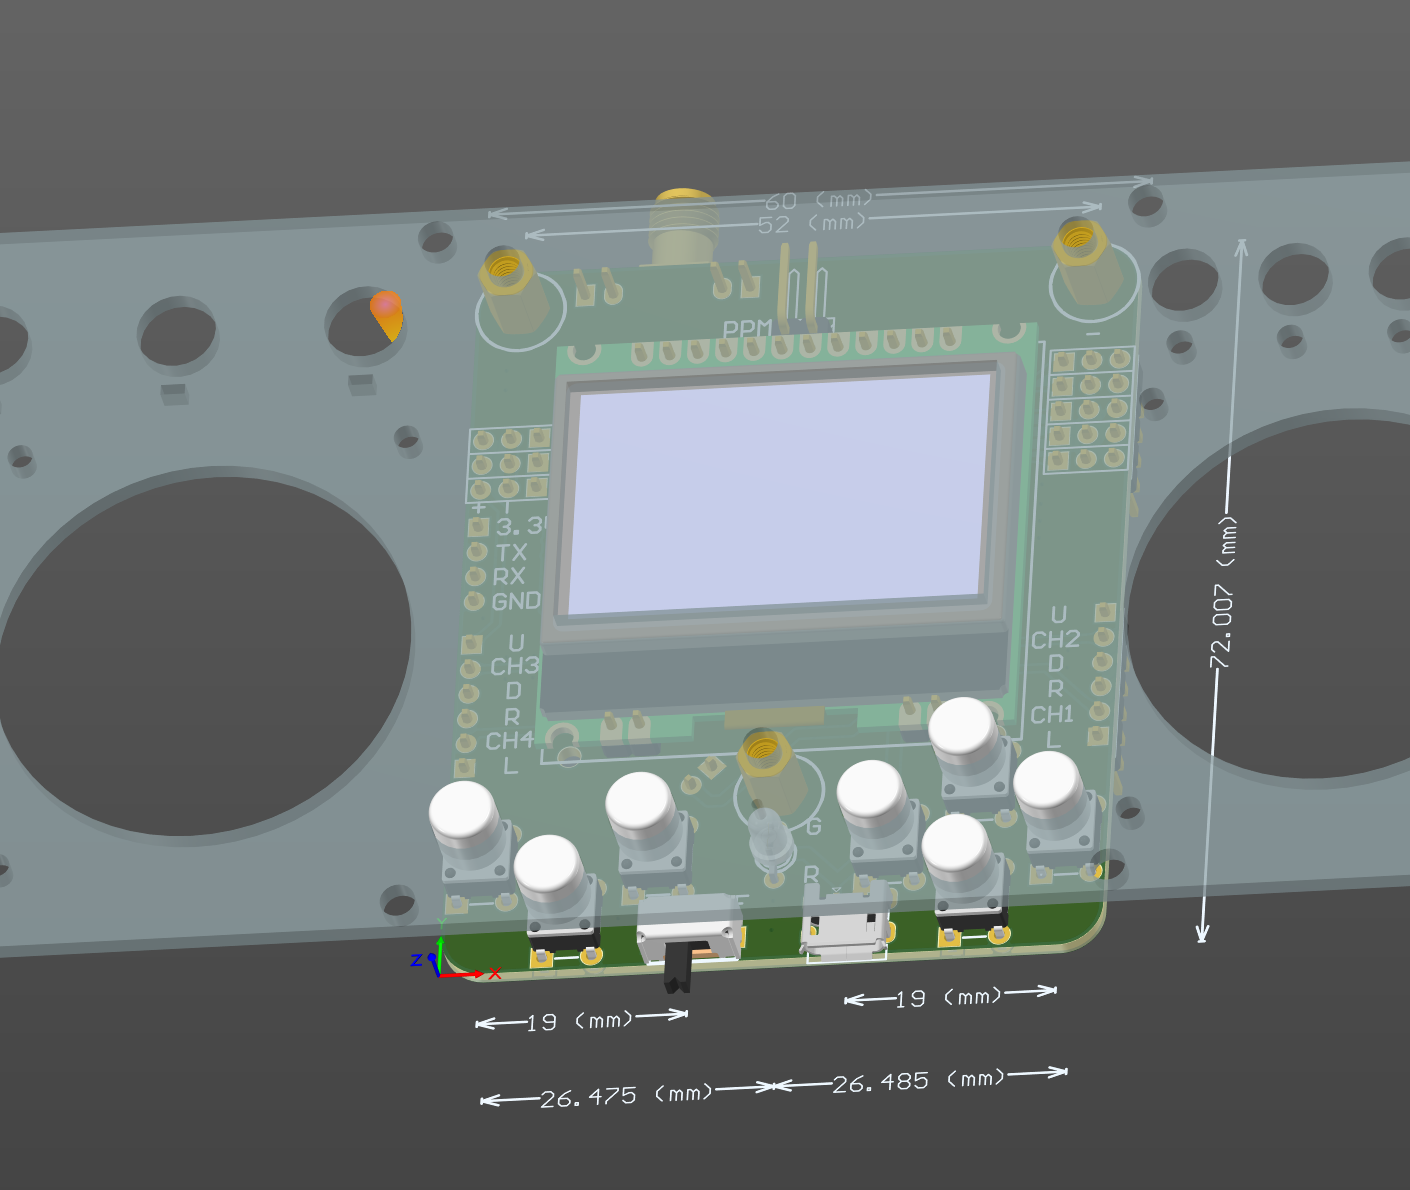 60 (mm)
52 (mm)
PPM
+
3.3
TX
RX
GND
U
CH3
D
R
CH4
L
U
CH2
D
R
CH1
L
72.007 (mm)
G
R
Y
Z
X
19 (mm)
19 (mm)
26.475 (mm)
26.485 (mm)